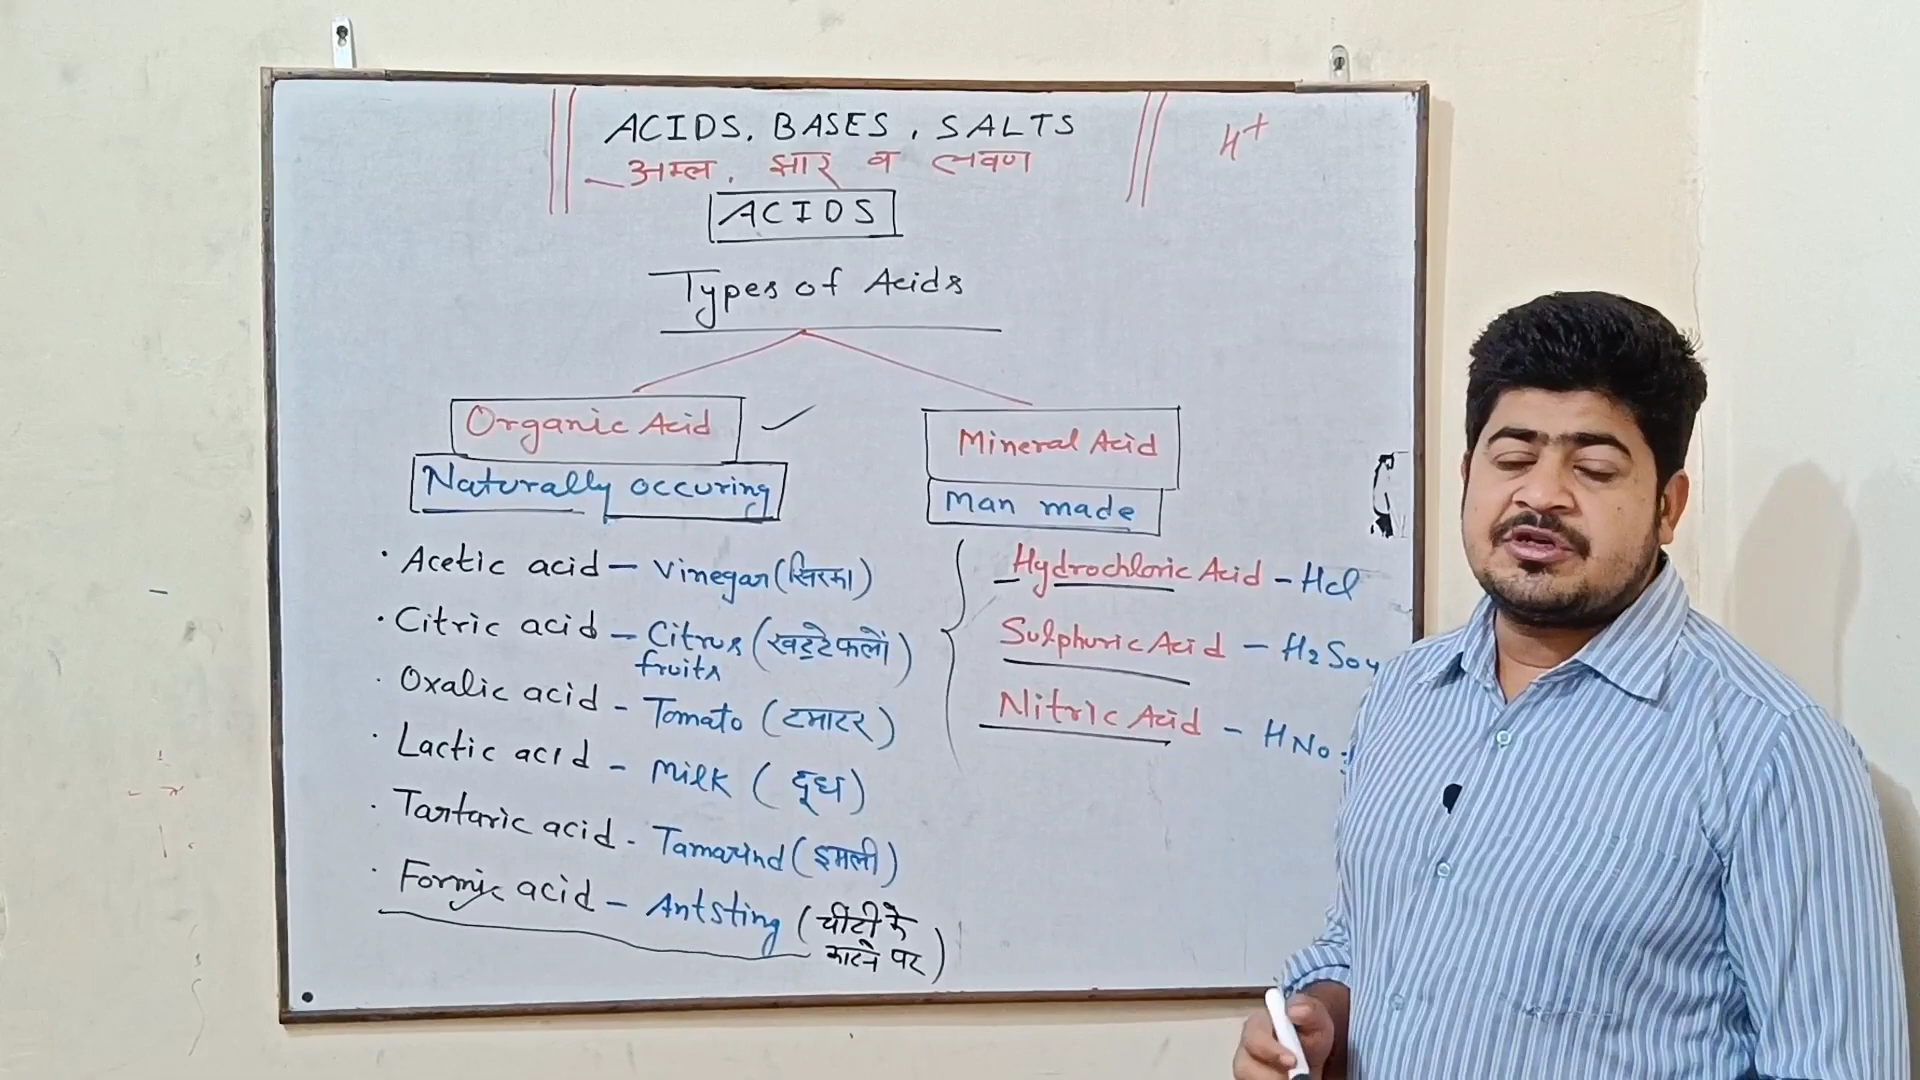 ACIDS, BASES, SALTS
H+
अम्ल, क्षार व लवण
ACIDS
Types of Acids
Organic Acid
Naturally occuring
· Acetic acid - Vinegar (सिरका)
· Citric acid - Citrus (खट्टे फलों)
fruits
· Oxalic acid - Tomato (टमाटर)
· Lactic acid - Milk (दूध)
· Tartaric acid - Tamarind (इमली)
· Formic acid - Antsting (चींटी के
काटने पर)
Mineral Acid
Man made
Hydrochloric Acid - HCl
Sulphuric Acid - H2SO4
Nitric Acid - HNO3